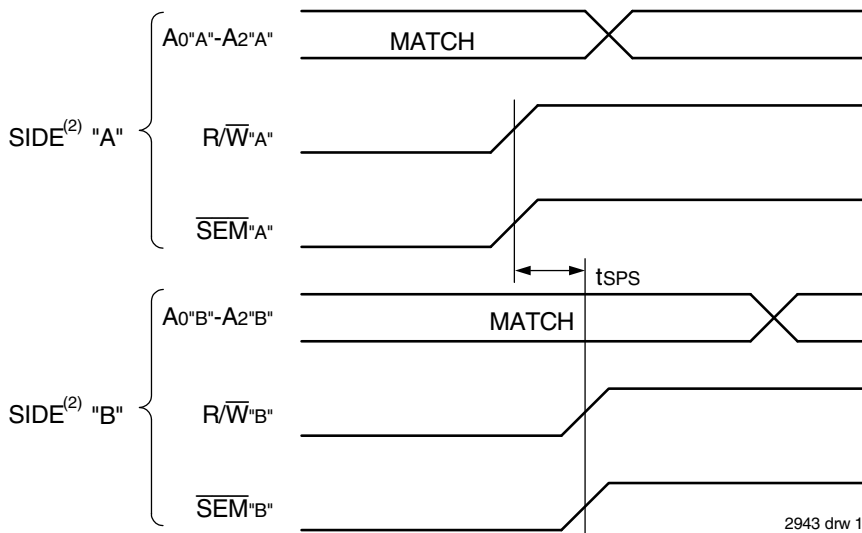 A0"A"-A2"A"
MATCH
SIDE(2) "A"
R/W"A"
SEM"A"
tSPS
A0"B"-A2"B"
MATCH
SIDE(2) "B"
R/W"B"
SEM"B"
2943 drw 1